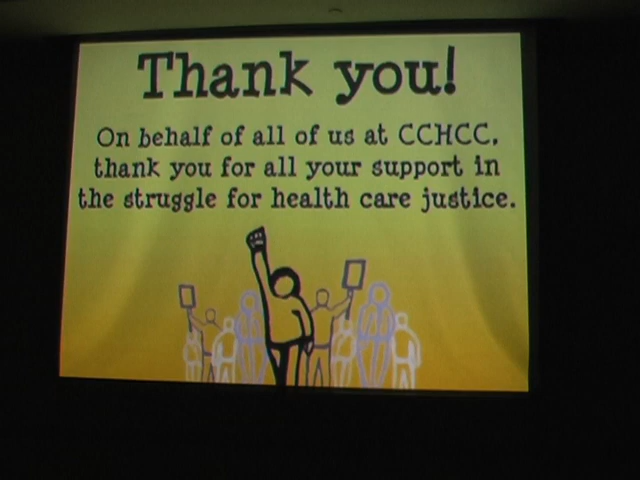 Thank you!
On behalf of all of us at CCHCC,
thank you for all your support in
the struggle for health care justice.